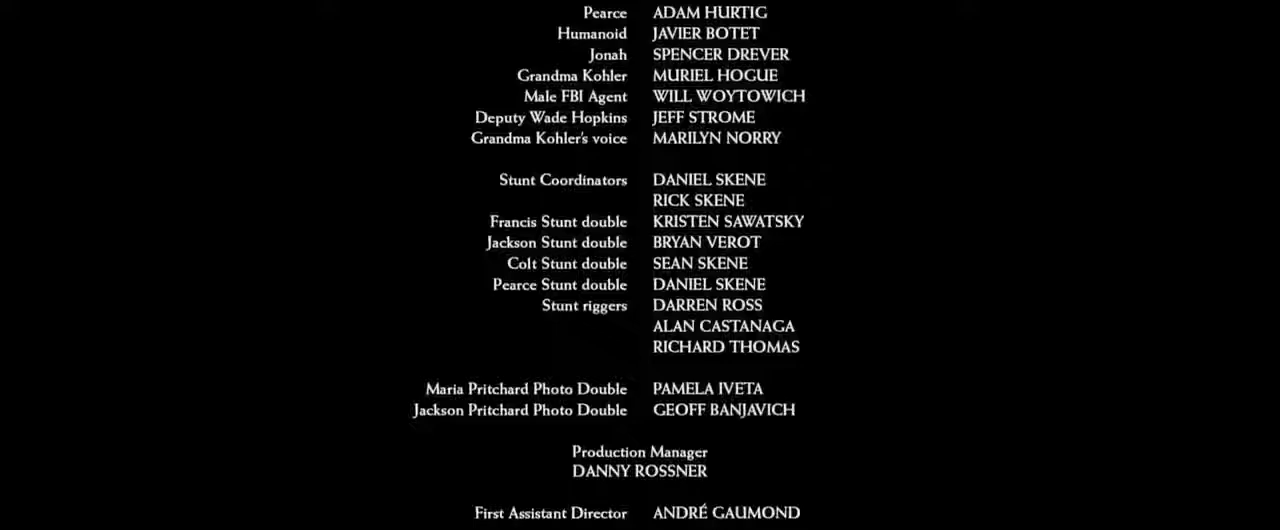 Pearce ADAM HURTIG
Humanoid JAVIER BOTET
Jonah SPENCER DREVER
Grandma Kohler MURIEL HOGUE
Male FBI Agent WILL WOYTOWICH
Deputy Wade Hopkins JEFF STROME
Grandma Kohler's voice MARILYN NORRY
Stunt Coordinators DANIEL SKENE
RICK SKENE
Francis Stunt double KRISTEN SAWATSKY
Jackson Stunt double BRYAN VEROT
Colt Stunt double SEAN SKENE
Pearce Stunt double DANIEL SKENE
Stunt riggers DARREN ROSS
ALAN CASTANAGA
RICHARD THOMAS
Maria Pritchard Photo Double PAMELA IVETA
Jackson Pritchard Photo Double GEOFF BANJAVICH
Production Manager
DANNY ROSSNER
First Assistant Director ANDRÉ GAUMOND